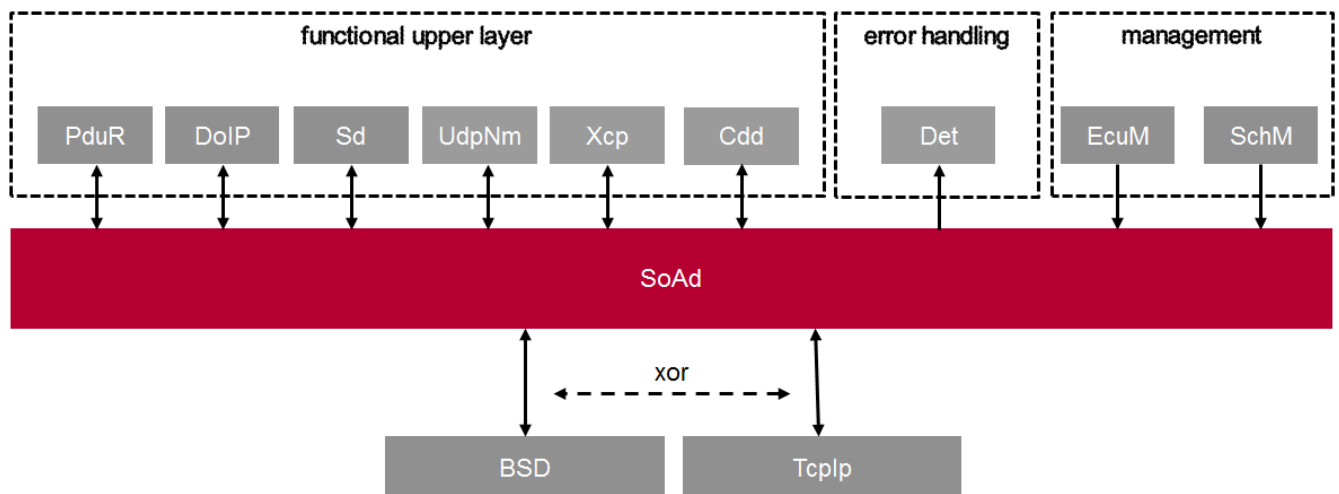 functional upper layer
error handling
management
PduR
DoIP
Sd
UdpNm
Xcp
Cdd
Det
EcuM
SchM
SoAd
xor
BSD
TcpIp